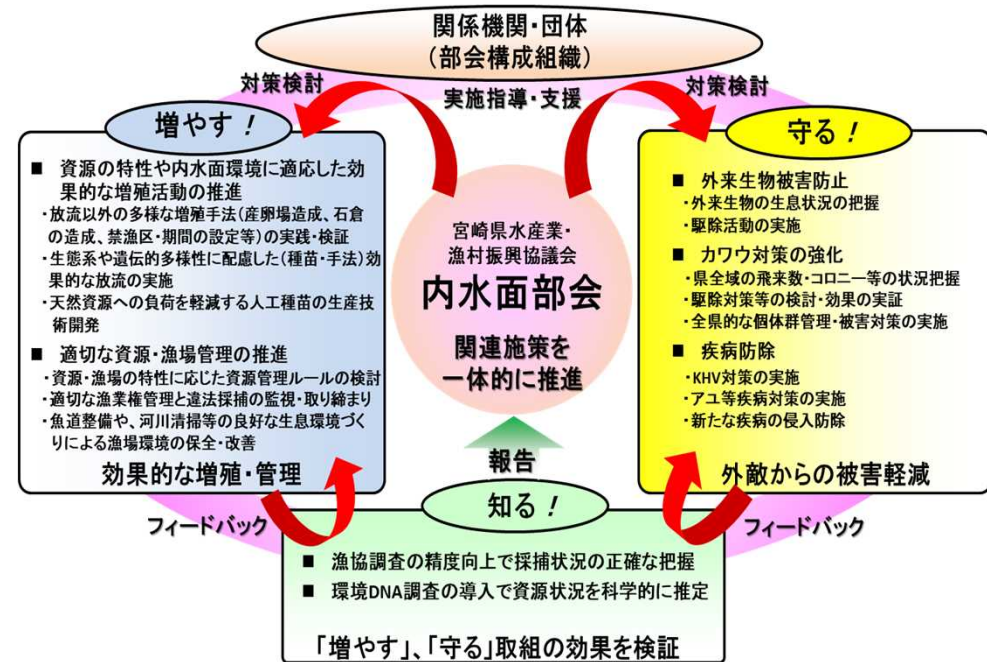 関係機関・団体
（部会構成組織）
対策検討
実施指導・支援
対策検討
増やす！
■ 資源の特性や内水面環境に適応した効
果的な増殖活動の推進
・放流以外の多様な増殖手法（産卵場造成、石倉
の造成、禁漁区・期間の設定等）の実践・検証
・生態系や遺伝的多様性に配慮した（種苗・手法）効
果的な放流の実施
・天然資源への負荷を軽減する人工種苗の生産技
術開発
■ 適切な資源・漁場管理の推進
・資源・漁場の特性に応じた資源管理ルールの検討
・適切な漁業権管理と違法採捕の監視・取り締まり
・魚道整備や、河川清掃等の良好な生息環境づく
りによる漁場環境の保全・改善
効果的な増殖・管理
宮崎県水産業・
漁村振興協議会
内水面部会
関連施策を
一体的に推進
守る！
■ 外来生物被害防止
・外来生物の生息状況の把握
・駆除活動の実施
■ カワウ対策の強化
・県全域の飛来数・コロニー等の状況把握
・駆除対策等の検討・効果の実証
・全県的な個体群管理・被害対策の実施
■ 疾病防除
・KHV対策の実施
・アユ等疾病対策の実施
・新たな疾病の侵入防除
外敵からの被害軽減
報告
フィードバック
フィードバック
知る！
■ 漁協調査の精度向上で採捕状況の正確な把握
■ 環境DNA調査の導入で資源状況を科学的に推定
「増やす」、「守る」取組の効果を検証